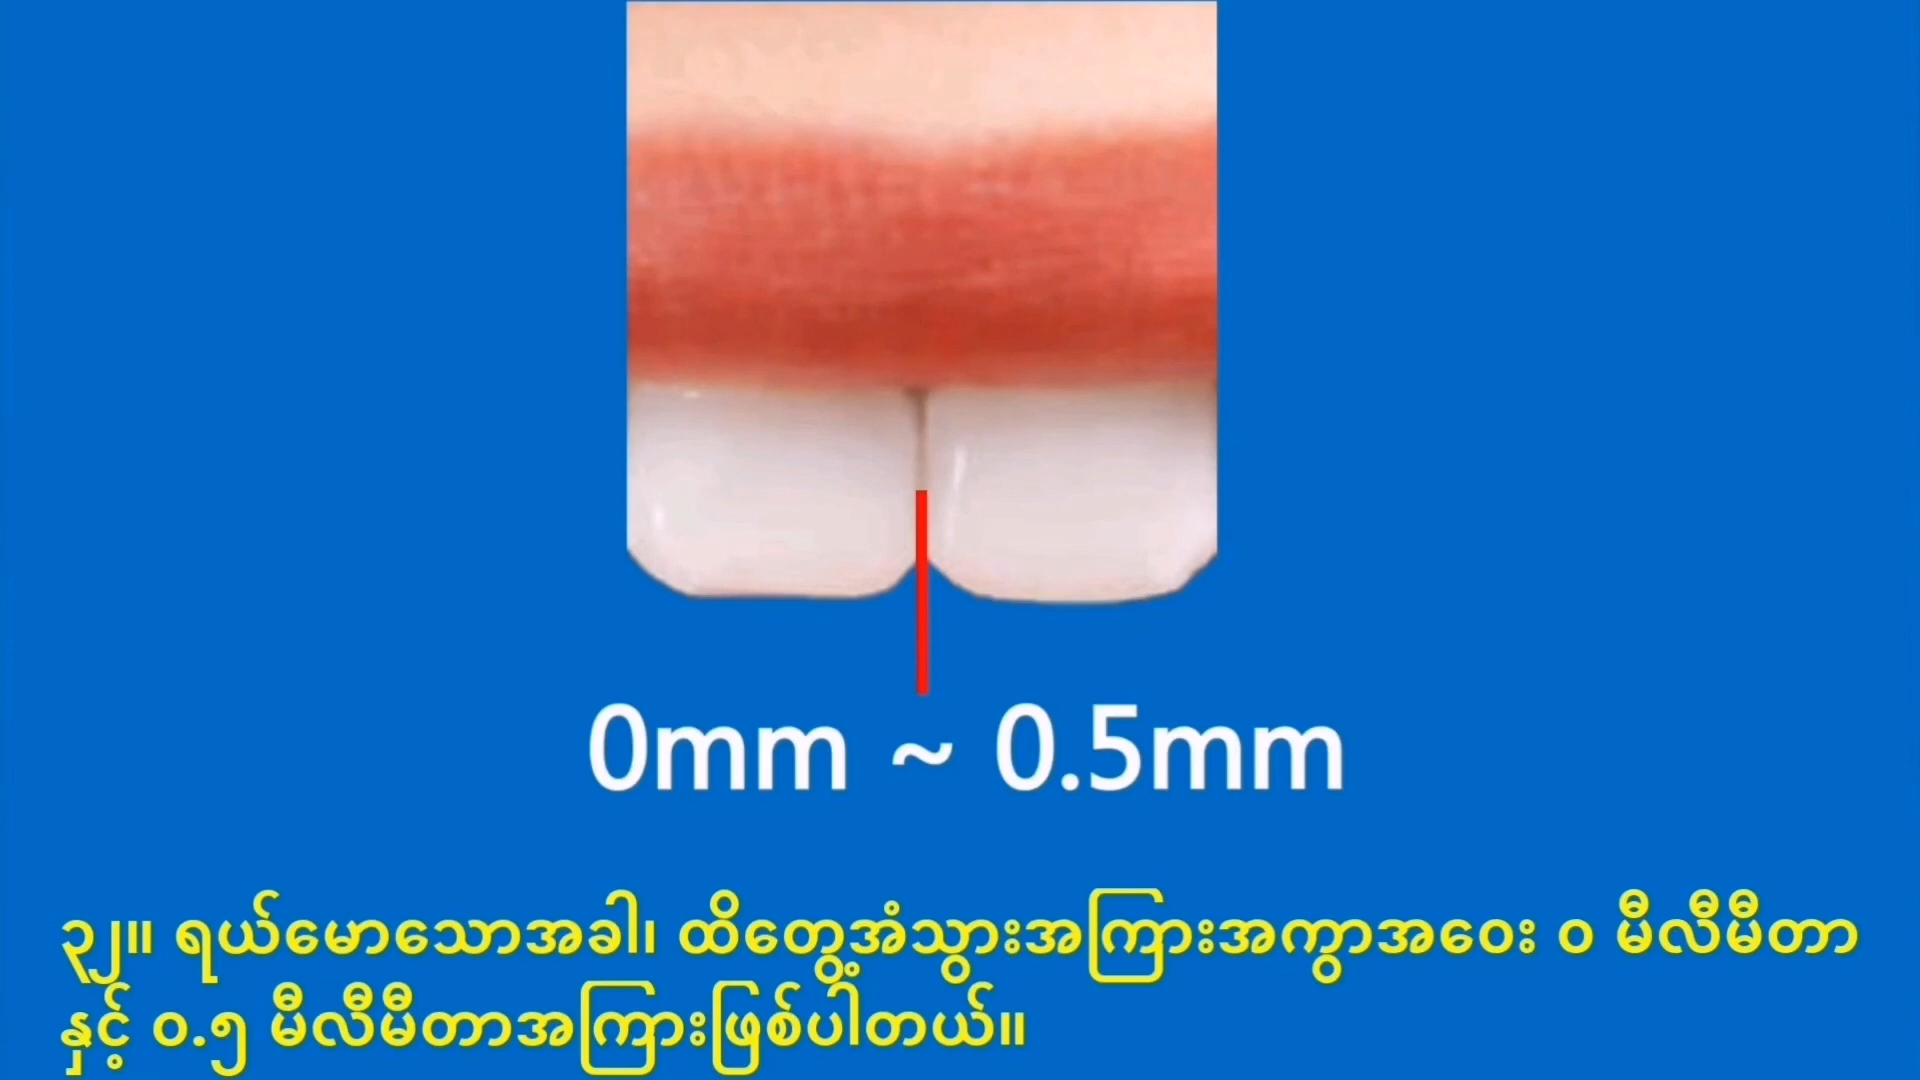 0mm ~ 0.5mm
၃၂။ ရယ်မောသောအခါ၊ ထိတွေ့အံသွားအကြားအကွာအဝေး ၀ မီလီမီတာ
နှင့် ၀.၅ မီလီမီတာအကြားဖြစ်ပါတယ်။